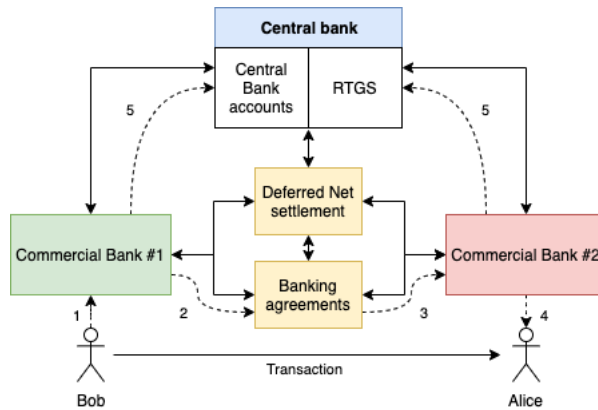 Central bank
Central
Bank
accounts
RTGS
5
5
Deferred Net
settlement
Commercial Bank #1
Commercial Bank #2
Banking
agreements
1
2
3
4
Transaction
Bob
Alice